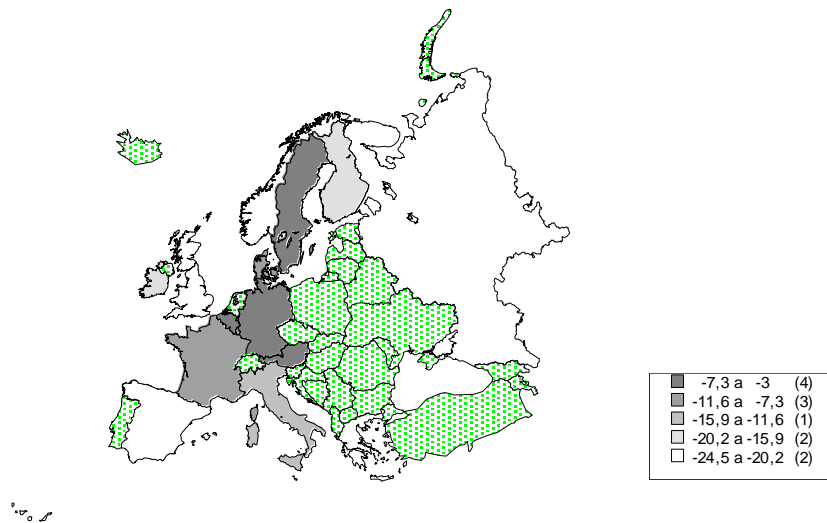 -7,3 a -3 (4)
-11,6 a -7,3 (3)
-15,9 a -11,6 (1)
-20,2 a -15,9 (2)
-24,5 a -20,2 (2)